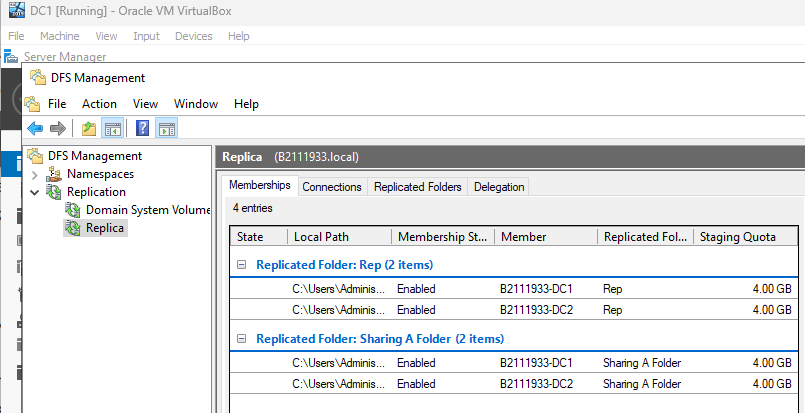 DC1 [Running] - Oracle VM VirtualBox
File Machine View Input Devices Help
Server Manager
DFS Management
File Action View Window Help
DFS Management
Namespaces
Replication
Domain System Volume
Replica
Replica (B2111933.local)
Memberships Connections Replicated Folders Delegation
4 entries
State Local Path Membership St... Member Replicated Fol... Staging Quota
Replicated Folder: Rep (2 items)
C:\Users\Adminis... Enabled B2111933-DC1 Rep 4.00 GB
C:\Users\Adminis... Enabled B2111933-DC2 Rep 4.00 GB
Replicated Folder: Sharing A Folder (2 items)
C:\Users\Adminis... Enabled B2111933-DC1 Sharing A Folder 4.00 GB
C:\Users\Adminis... Enabled B2111933-DC2 Sharing A Folder 4.00 GB